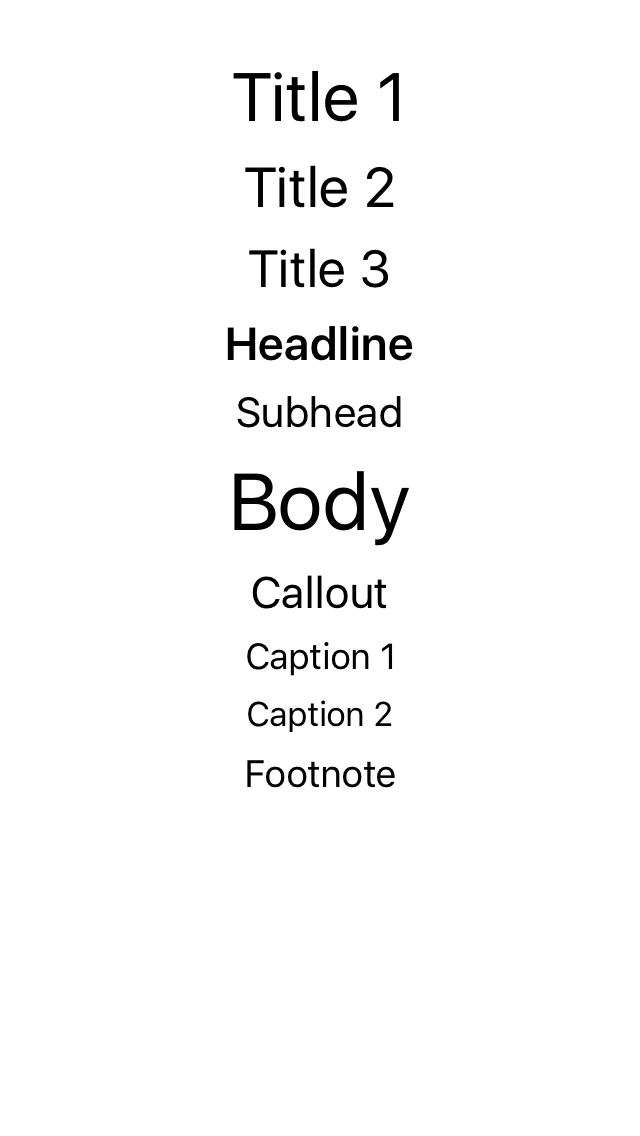 Title 1
Title 2
Title 3
Headline
Subhead
Body
Callout
Caption 1
Caption 2
Footnote